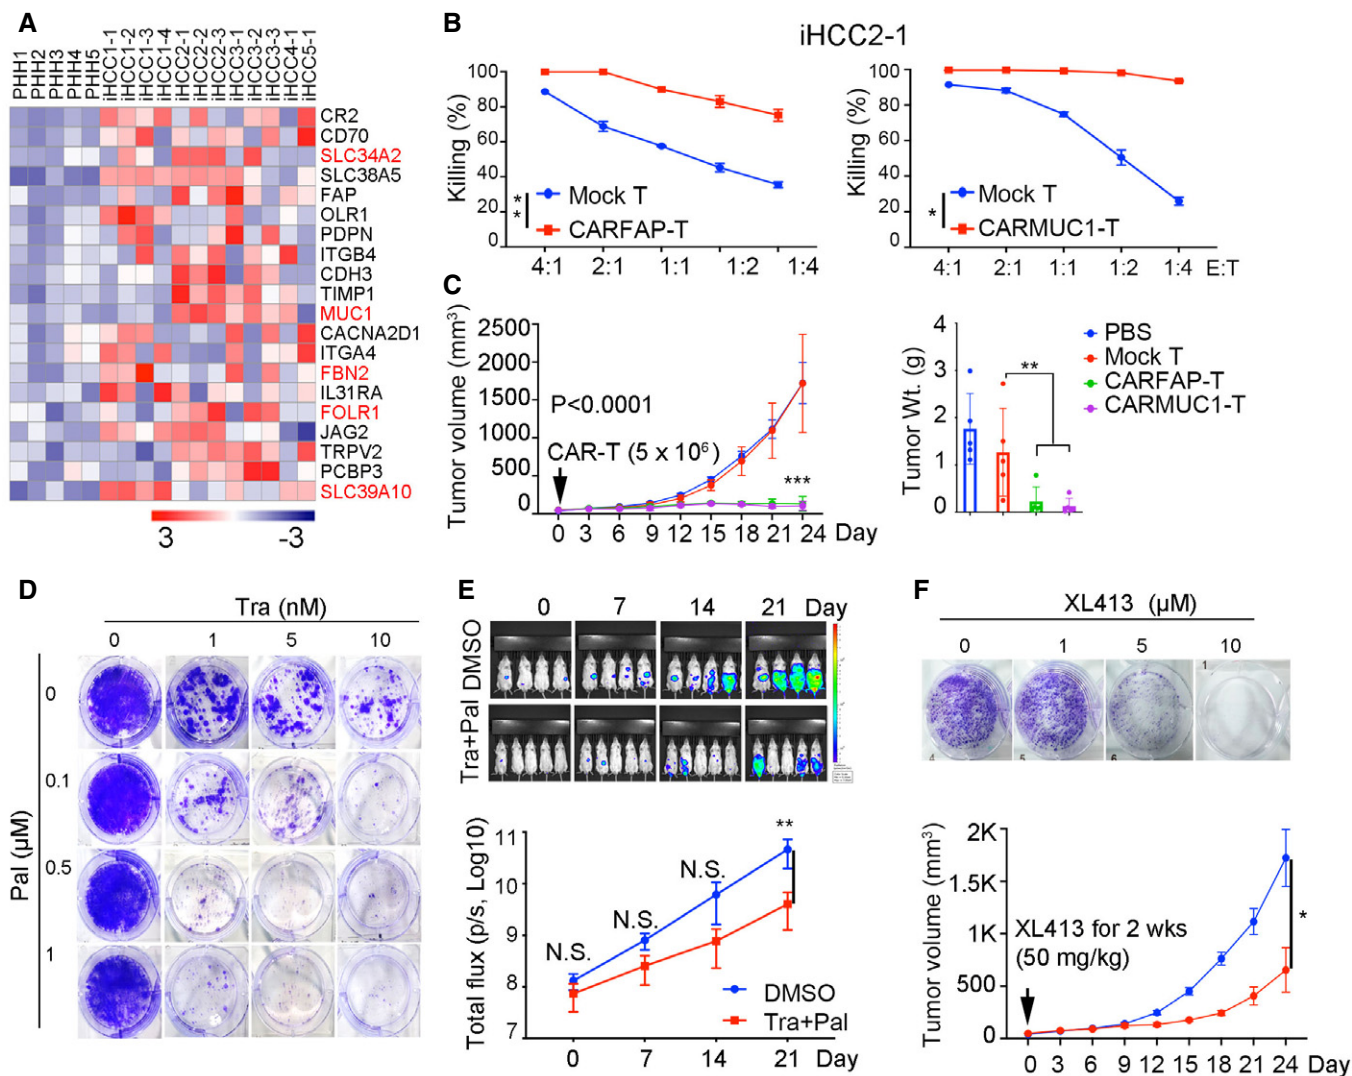 A
PHH1
PHH2
PHH3
PHH4
PHH5
iHCC1-1
iHCC1-2
iHCC1-3
iHCC1-4
iHCC2-1
iHCC2-2
iHCC2-3
iHCC3-1
iHCC3-2
iHCC3-3
iHCC4-1
iHCC5-1
CR2
CD70
SLC34A2
SLC38A5
FAP
OLR1
PDPN
ITGB4
CDH3
TIMP1
MUC1
CACNA2D1
ITGA4
FBN2
IL31RA
FOLR1
JAG2
TRPV2
PCBP3
SLC39A10
3 -3
B
iHCC2-1
Killing (%)
100
80
60
40
20
0
* *
Mock T
CARFAP-T
4:1 2:1 1:1 1:2 1:4
Killing (%)
100
80
60
40
20
0
*
Mock T
CARMUC1-T
4:1 2:1 1:1 1:2 1:4 E:T
C
Tumor volume (mm³)
2500
2000
1500
1000
500
0
P<0.0001
CAR-T (5 x 10⁶)
***
0 3 6 9 12 15 18 21 24 Day
Tumor Wt. (g)
4
3
2
1
0
**
PBS
Mock T
CARFAP-T
CARMUC1-T
D
Tra (nM)
0 1 5 10
Pal (µM)
0
0.1
0.5
1
E
0 7 14 21 Day
DMSO
Tra+Pal
Total flux (p/s, Log10)
11
10
9
8
7
N.S.
N.S.
N.S.
**
DMSO
Tra+Pal
0 7 14 21 Day
F
XL413 (µM)
0 1 5 10
4 5 6 1
Tumor volume (mm³)
2K
1.5K
1K
500
0
XL413 for 2 wks
(50 mg/kg)
*
0 3 6 9 12 15 18 21 24 Day